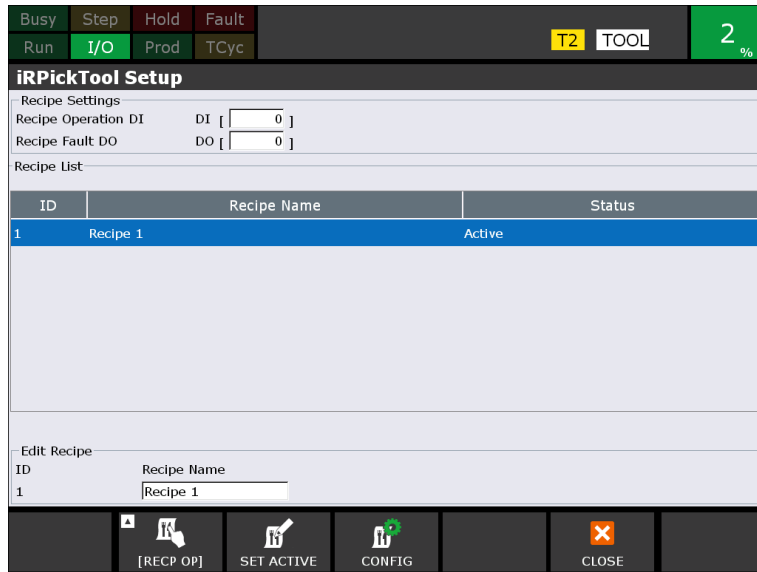 Busy Step Hold Fault
Run I/O Prod TCyc T2 TOOL 2 %
iRPickTool Setup
Recipe Settings
Recipe Operation DI DI [ 0 ]
Recipe Fault DO DO [ 0 ]
Recipe List
ID Recipe Name Status
1 Recipe 1 Active
Edit Recipe
ID Recipe Name
1 Recipe 1
[RECP OP] SET ACTIVE CONFIG CLOSE